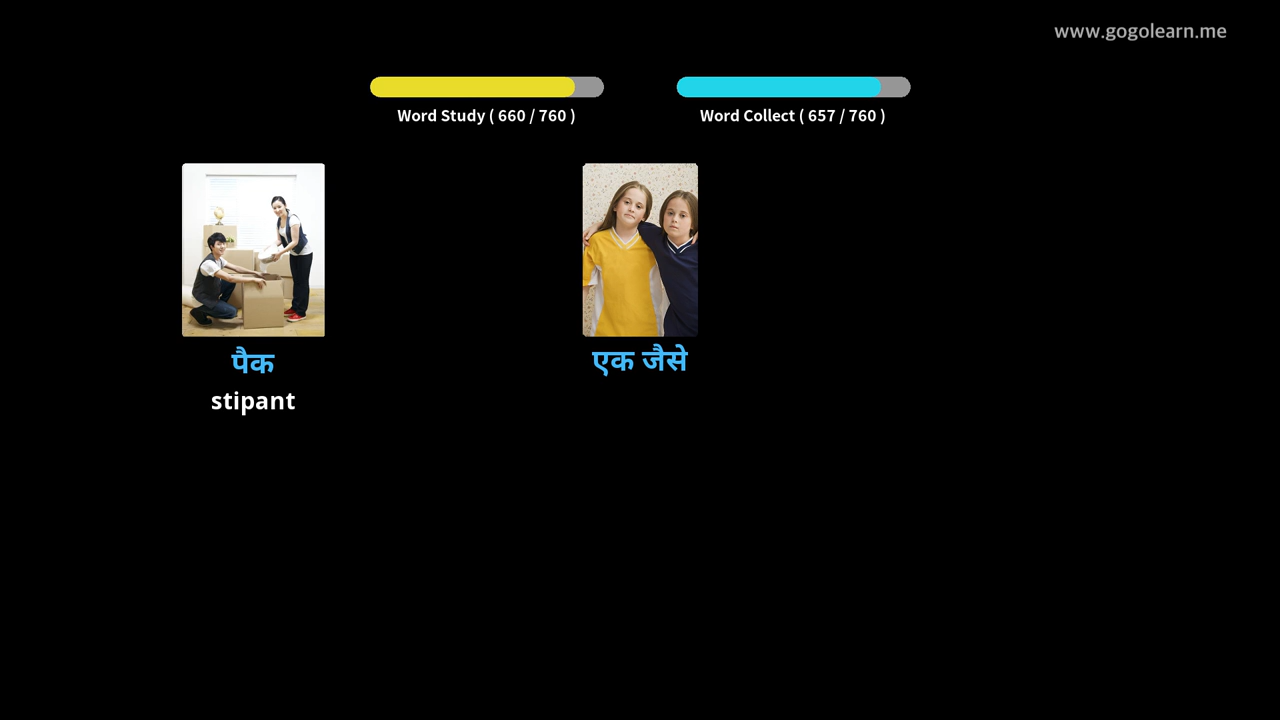 www.gogolearn.me
Word Study ( 660 / 760 )
Word Collect ( 657 / 760 )
पैक
stipant
एक जैसे